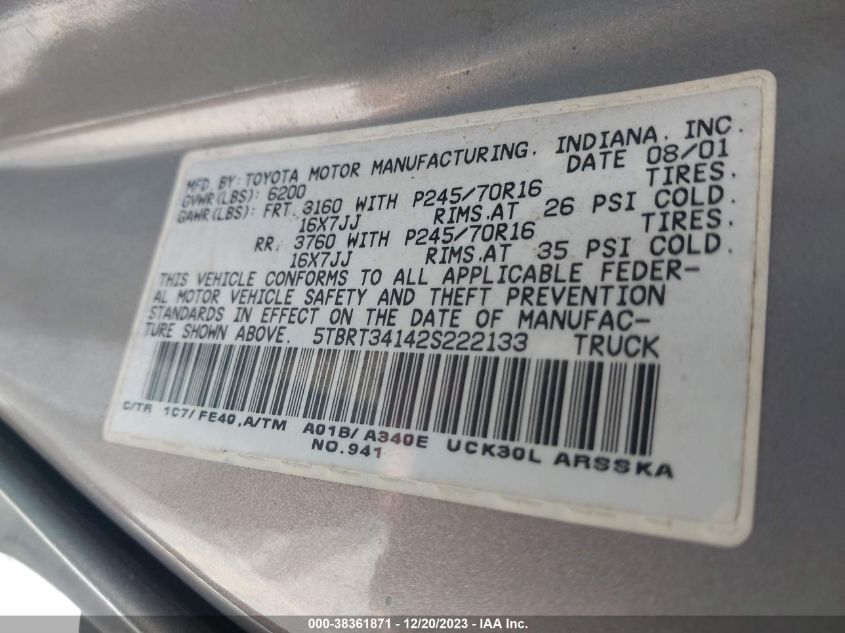 MFD BY: TOYOTA MOTOR MANUFACTURING. INDIANA. INC.
GVWR(LBS): 6200 DATE 08/01
GAWR(LBS): FRT. 3160 WITH P245/70R16 TIRES.
16X7JJ RIMS.AT 26 PSI COLD.
RR. 3760 WITH P245/70R16 TIRES.
16X7JJ RIMS.AT 35 PSI COLD.
THIS VEHICLE CONFORMS TO ALL APPLICABLE FEDER-
AL MOTOR VEHICLE SAFETY AND THEFT PREVENTION
STANDARDS IN EFFECT ON THE DATE OF MANUFAC-
TURE SHOWN ABOVE. 5TBRT34142S222133 TRUCK
C/TR 1C7/FE40,A/TM A01B/A340E UCK30L ARSSKA
NO.941
000-38361871 - 12/20/2023 - IAA Inc.